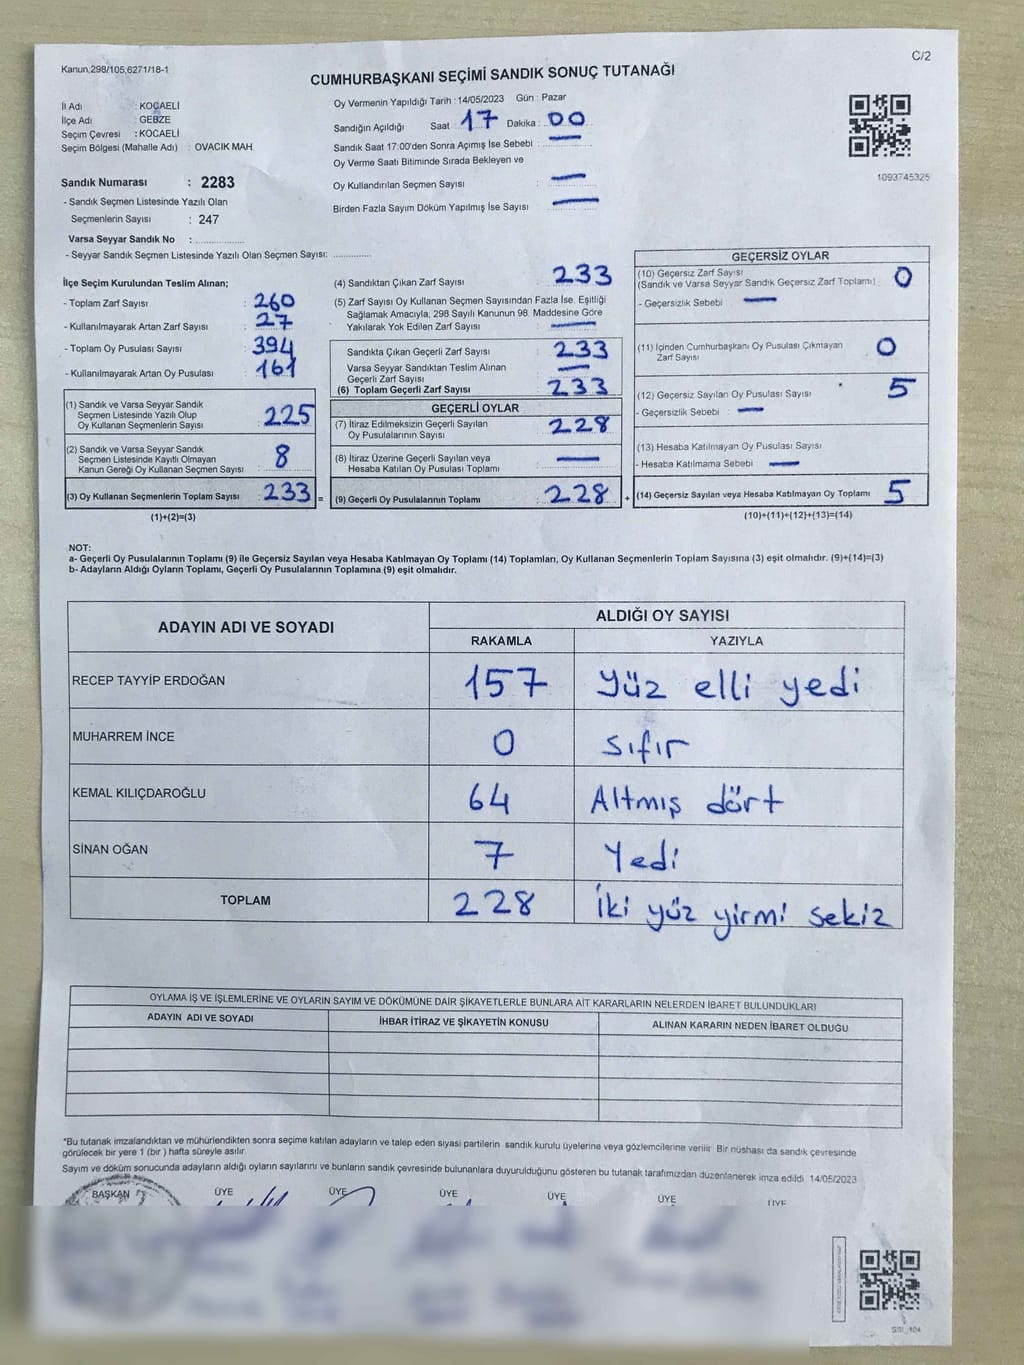 Kanun,298/105,6271/18-1
C/2
CUMHURBAŞKANI SEÇİMİ SANDIK SONUÇ TUTANAĞI
İl Adı : KOCAELİ
İlçe Adı : GEBZE
Seçim Çevresi : KOCAELİ
Seçim Bölgesi (Mahalle Adı) : OVACIK MAH.
Oy Vermenin Yapıldığı Tarih : 14/05/2023 Gün : Pazar
Sandığın Açıldığı Saat : 17 Dakika : 00
Sandık Saat 17:00'den Sonra Açımış İse Sebebi : —
Oy Verme Saati Bitiminde Sırada Bekleyen ve
Oy Kullandırılan Seçmen Sayısı : —
Birden Fazla Sayım Döküm Yapılmış İse Sayısı : —
1093745325
Sandık Numarası : 2283
- Sandık Seçmen Listesinde Yazılı Olan
Seçmenlerin Sayısı : 247
Varsa Seyyar Sandık No : ..................
- Seyyar Sandık Seçmen Listesinde Yazılı Olan Seçmen Sayısı: .............
İlçe Seçim Kurulundan Teslim Alınan;
- Toplam Zarf Sayısı : 260
- Kullanılmayarak Artan Zarf Sayısı : 27
- Toplam Oy Pusulası Sayısı : 394
- Kullanılmayarak Artan Oy Pusulası : 161
(1) Sandık ve Varsa Seyyar Sandık
Seçmen Listesinde Yazılı Olup
Oy Kullanan Seçmenlerin Sayısı : 225
(2) Sandık ve Varsa Seyyar Sandık
Seçmen Listesinde Kayıtlı Olmayan
Kanun Gereği Oy Kullanan Seçmen Sayısı : 8
(3) Oy Kullanan Seçmenlerin Toplam Sayısı : 233 =
(1)+(2)=(3)
(4) Sandıktan Çıkan Zarf Sayısı : 233
(5) Zarf Sayısı Oy Kullanan Seçmen Sayısından Fazla İse, Eşitliği
Sağlamak Amacıyla, 298 Sayılı Kanunun 98. Maddesine Göre
Yakılarak Yok Edilen Zarf Sayısı : —
Sandıkta Çıkan Geçerli Zarf Sayısı : 233
Varsa Seyyar Sandıktan Teslim Alınan
Geçerli Zarf Sayısı : —
(6) Toplam Geçerli Zarf Sayısı : 233
GEÇERLİ OYLAR
(7) İtiraz Edilmeksizin Geçerli Sayılan
Oy Pusulalarının Sayısı : 228
(8) İtiraz Üzerine Geçerli Sayılan veya
Hesaba Katılan Oy Pusulası Toplamı : —
(9) Geçerli Oy Pusulalarının Toplamı : 228 +
GEÇERSİZ OYLAR
(10) Geçersiz Zarf Sayısı
(Sandık ve Varsa Seyyar Sandık Geçersiz Zarf Toplamı) : 0
- Geçersizlik Sebebi : —
(11) İçinden Cumhurbaşkanı Oy Pusulası Çıkmayan
Zarf Sayısı : 0
(12) Geçersiz Sayılan Oy Pusulası Sayısı : 5
- Geçersizlik Sebebi : —
(13) Hesaba Katılmayan Oy Pusulası Sayısı
- Hesaba Katılmama Sebebi : —
(14) Geçersiz Sayılan veya Hesaba Katılmayan Oy Toplamı : 5
(10)+(11)+(12)+(13)=(14)
NOT:
a- Geçerli Oy Pusulalarının Toplamı (9) ile Geçersiz Sayılan veya Hesaba Katılmayan Oy Toplamı (14) Toplamları, Oy Kullanan Seçmenlerin Toplam Sayısına (3) eşit olmalıdır. (9)+(14)=(3)
b- Adayların Aldığı Oyların Toplamı, Geçerli Oy Pusulalarının Toplamına (9) eşit olmalıdır.
ADAYIN ADI VE SOYADI
ALDIĞI OY SAYISI
RAKAMLA YAZIYLA
RECEP TAYYİP ERDOĞAN 157 Yüz elli yedi
MUHARREM İNCE 0 Sıfır
KEMAL KILIÇDAROĞLU 64 Altmış dört
SİNAN OĞAN 7 Yedi
TOPLAM 228 İki yüz yirmi sekiz
OYLAMA İŞ VE İŞLEMLERİNE VE OYLARIN SAYIM VE DÖKÜMÜNE DAİR ŞİKAYETLERLE BUNLARA AİT KARARLARIN NELERDEN İBARET BULUNDUKLARI
ADAYIN ADI VE SOYADI İHBAR İTİRAZ VE ŞİKAYETİN KONUSU ALINAN KARARIN NEDEN İBARET OLDUĞU
*Bu tutanak imzalandıktan ve mühürlendikten sonra seçime katılan adayların ve talep eden siyasi partilerin sandık kurulu üyelerine veya gözlemcilerine verilir. Bir nüshası da sandık çevresinde
görülecek bir yere 1 (bir) hafta süreyle asılır.
Sayım ve döküm sonucunda adayların aldığı oyların sayılarını ve bunların sandık çevresinde bulunanlara duyurulduğunu gösteren bu tutanak tarafımızdan düzenlenerek imza edildi. 14/05/2023
BAŞKAN ÜYE ÜYE ÜYE ÜYE ÜYE ÜYE